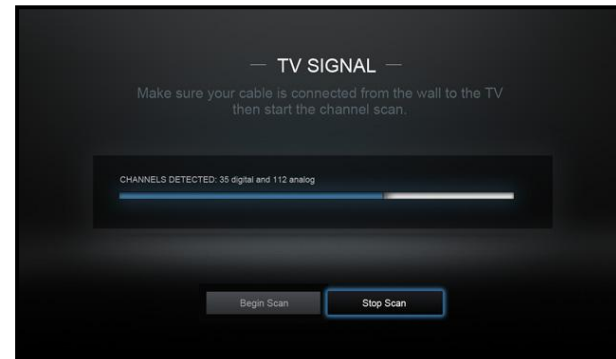 — TV SIGNAL —
Make sure your cable is connected from the wall to the TV
then start the channel scan.
CHANNELS DETECTED: 35 digital and 112 analog
Begin Scan Stop Scan